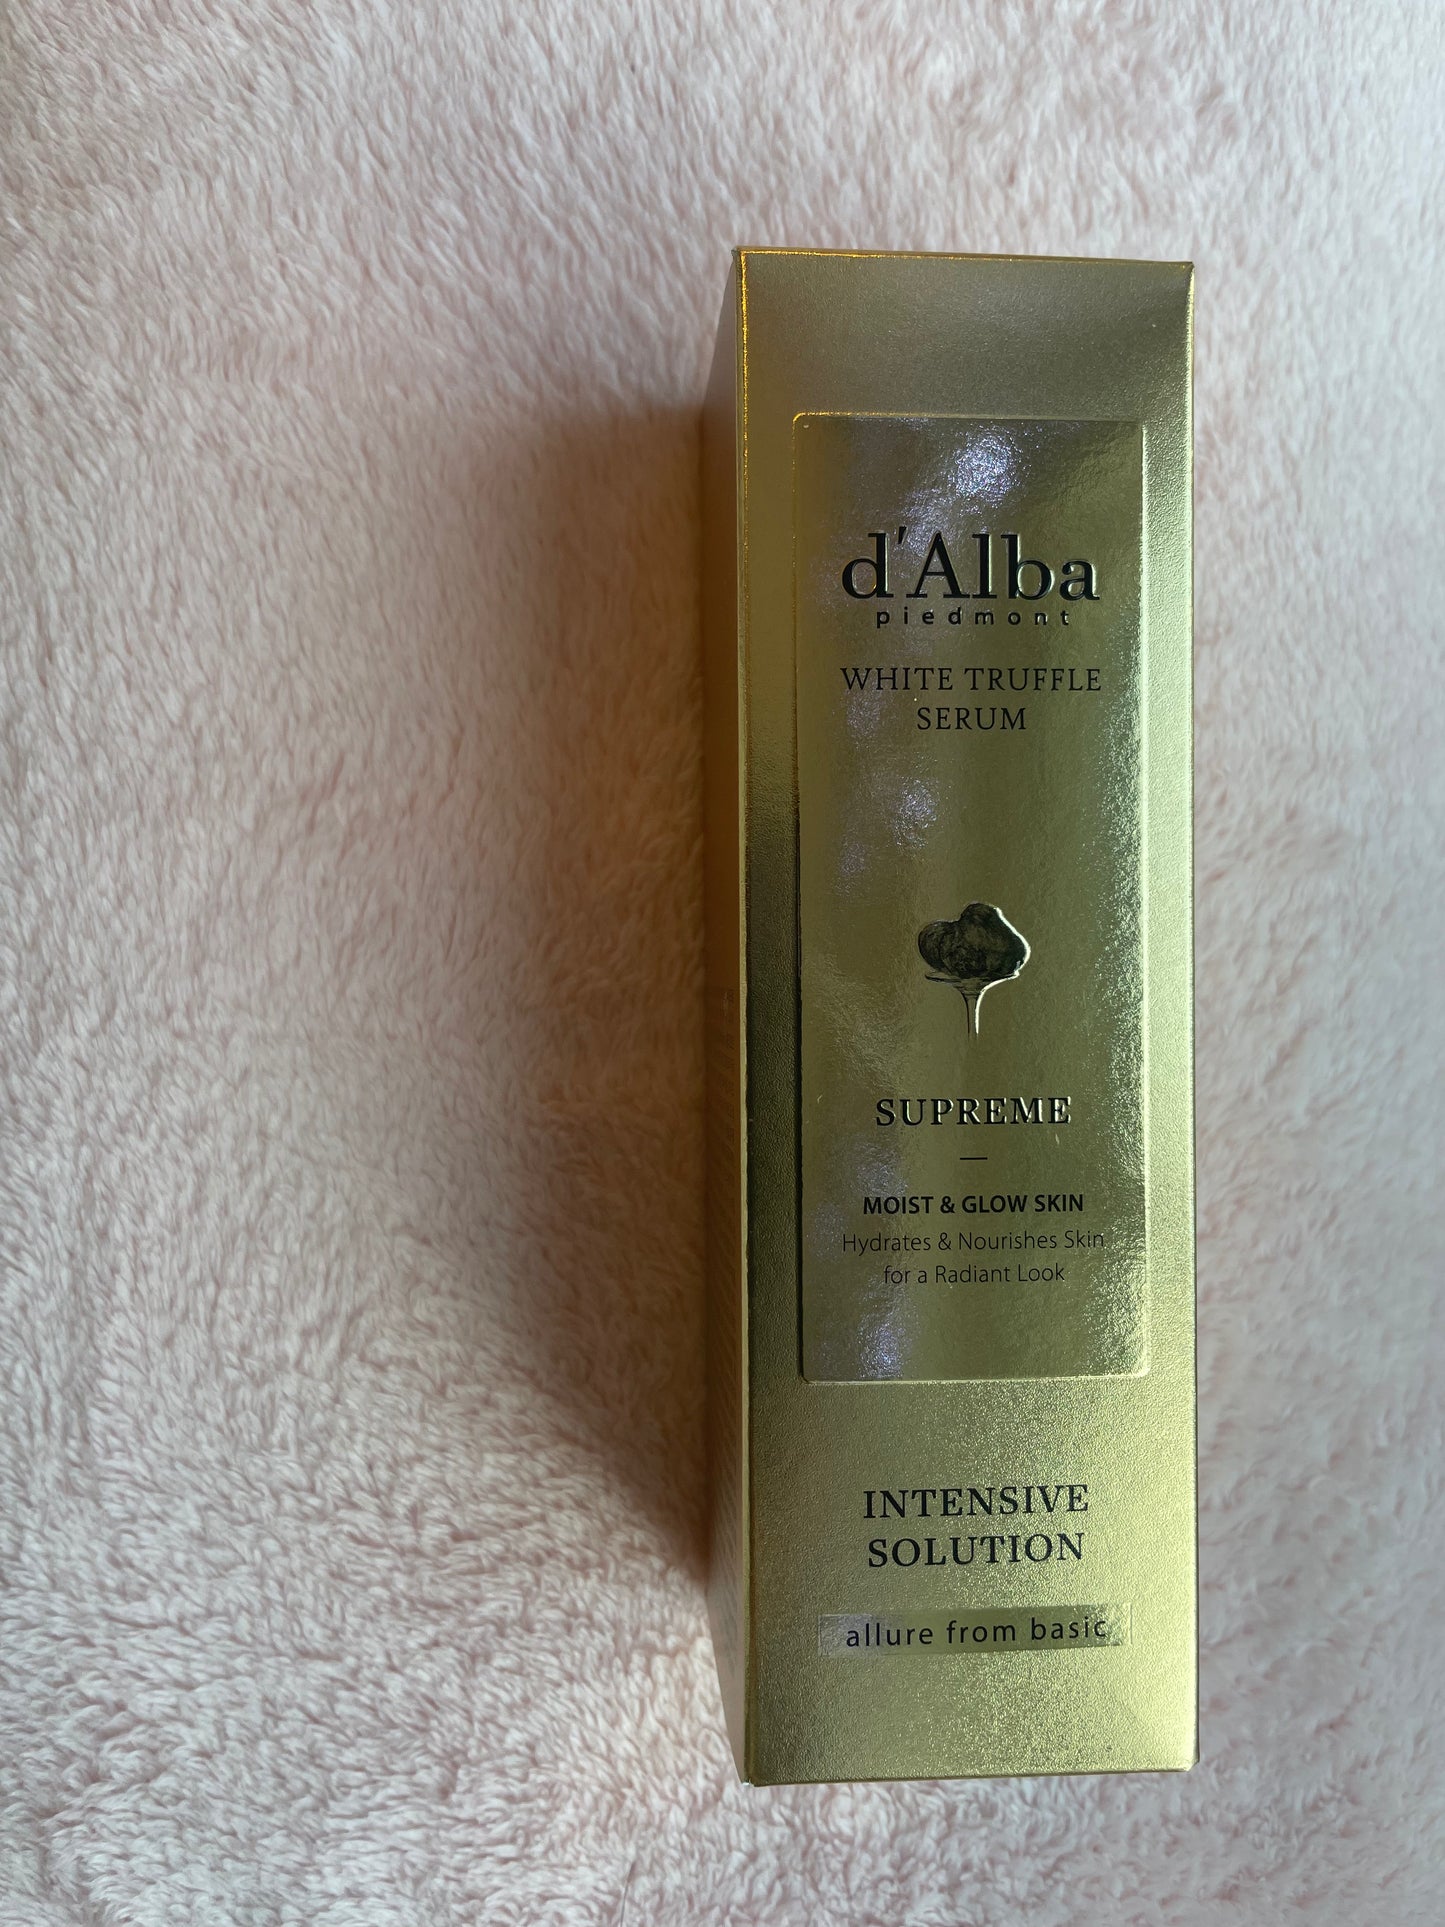 d'Alba
piedmont
WHITE TRUFFLE
SERUM
SUPREME
MOIST & GLOW SKIN
Hydrates & Nourishes Skin
for a Radiant Look
INTENSIVE
SOLUTION
allure from basic